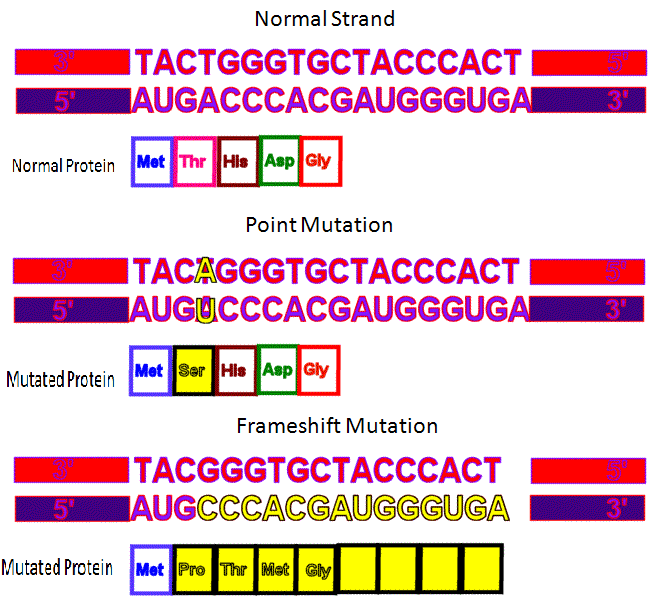 Normal Strand
3' TACTGGGTGCTACCCACT 5'
5' AUGACCCACGAUGGGUGA 3'
Normal Protein Met Thr His Asp Gly
Point Mutation
3' TACAGGGTGCTACCCACT 5'
5' AUGUCCCACGAUGGGUGA 3'
Mutated Protein Met Ser His Asp Gly
Frameshift Mutation
3' TACGGGTGCTACCCACT 5'
5' AUGCCCACGAUGGGUGA 3'
Mutated Protein Met Pro Thr Met Gly